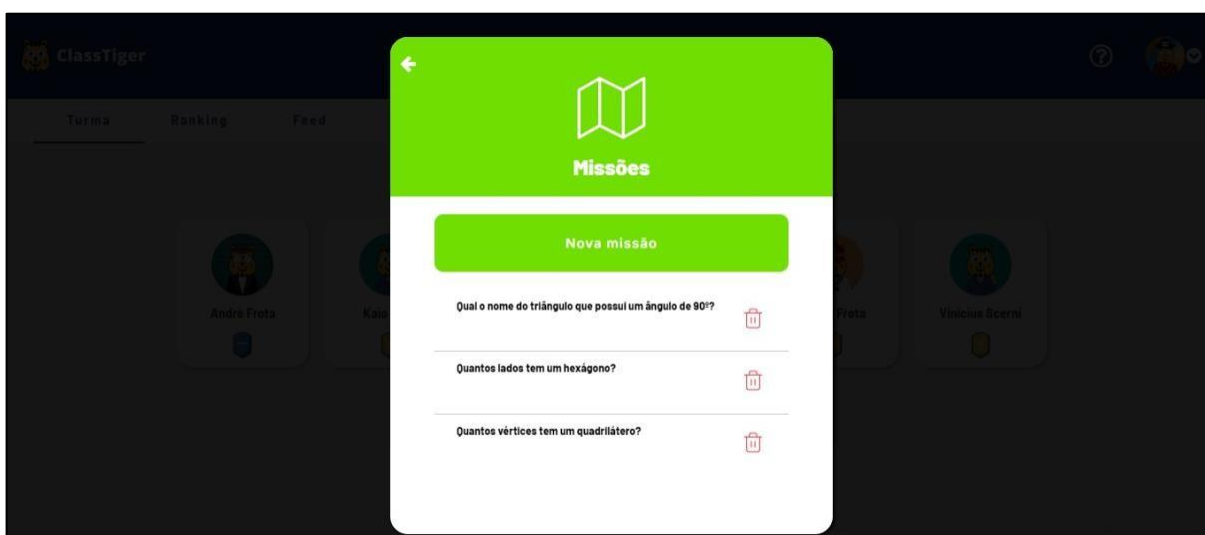 ClassTiger
Turma
Ranking
Feed
Missões
Nova missão
Qual o nome do triângulo que possui um ângulo de 90º?
Quantos lados tem um hexágono?
Quantos vértices tem um quadrilátero?
André Frota
Frota
Vinicius Scerni